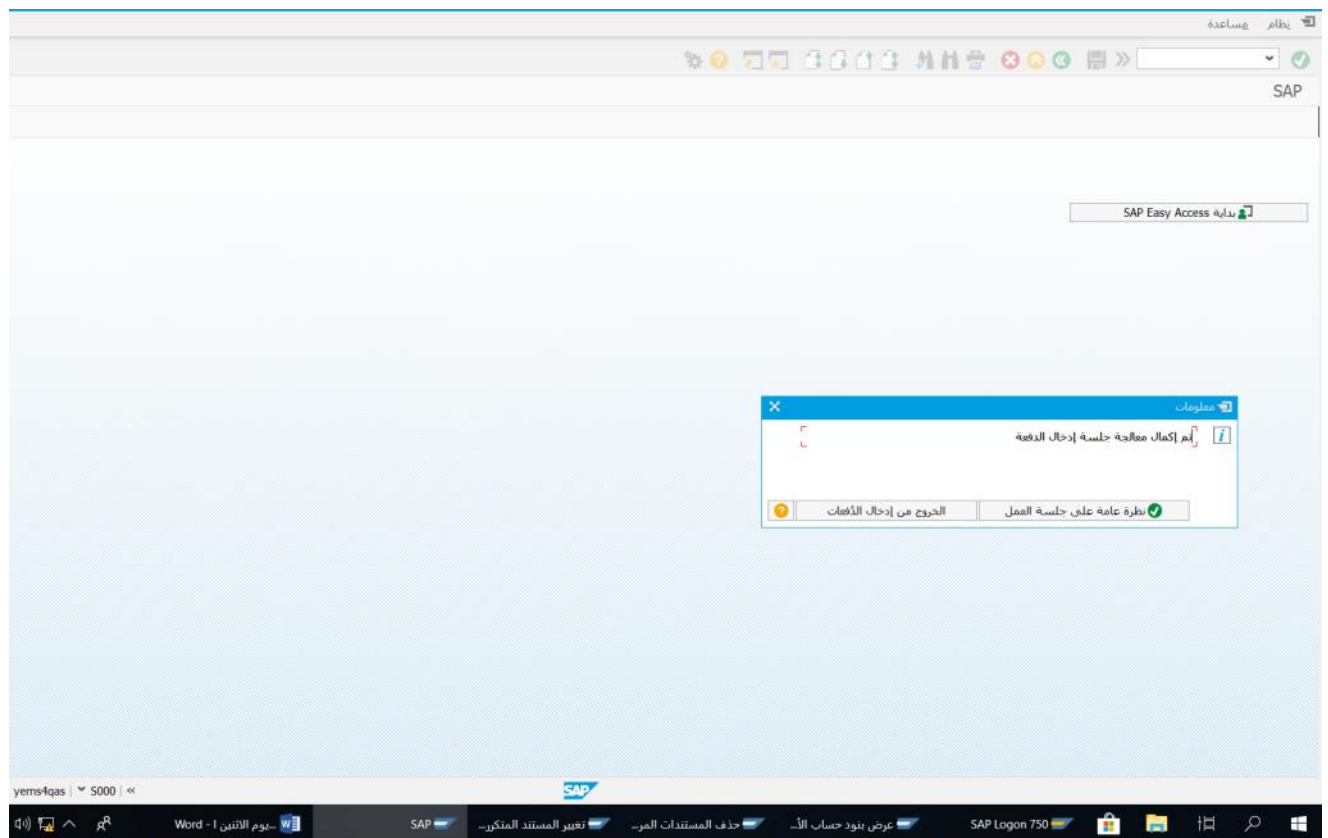 نظام مساعدة
SAP
بداية SAP Easy Access
معلومات
تم إكمال معالجة جلسة إدخال الدفعة
نظرة عامة على جلسة العمل
الخروج من إدخال الدُفعات
SAP
yems4qas | S000 | «
SAP Logon 750
عرض بنود حساب الأ...
حذف المستندات المر...
تغيير المستند المتكرر...
SAP
يوم الاثنين ا - Word...